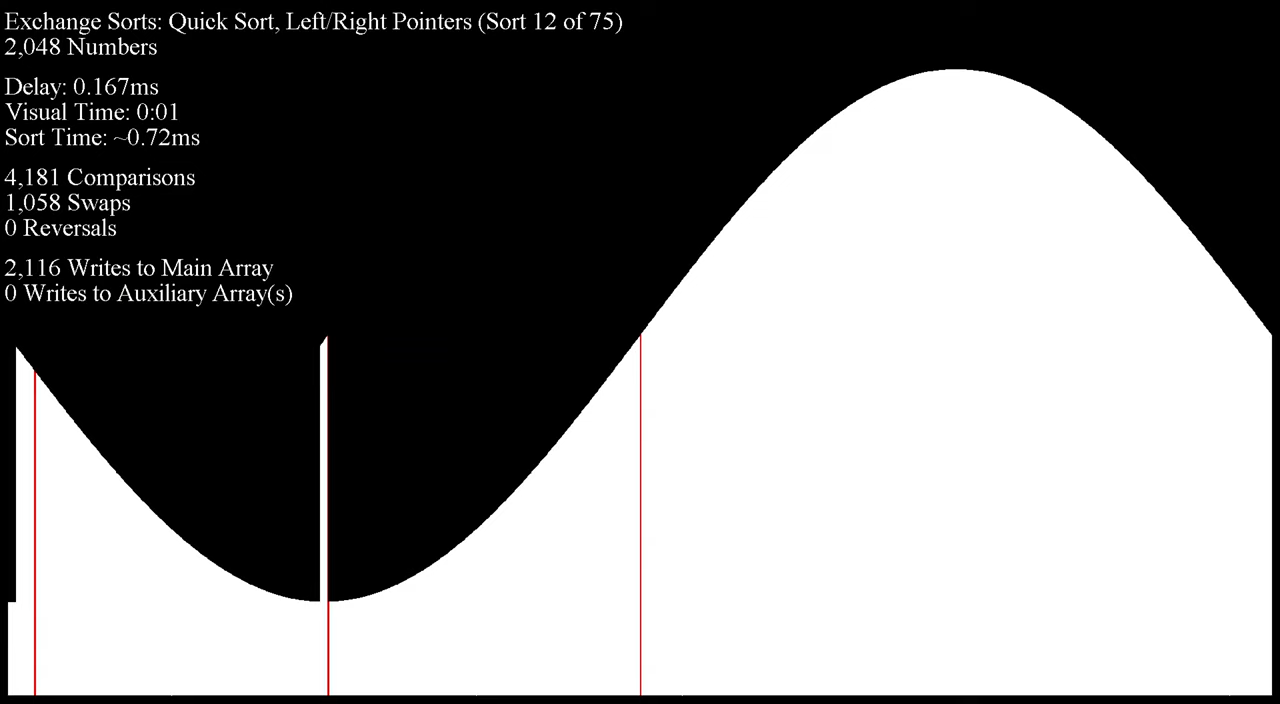 Exchange Sorts: Quick Sort, Left/Right Pointers (Sort 12 of 75)
2,048 Numbers
Delay: 0.167ms
Visual Time: 0:01
Sort Time: ~0.72ms
4,181 Comparisons
1,058 Swaps
0 Reversals
2,116 Writes to Main Array
0 Writes to Auxiliary Array(s)